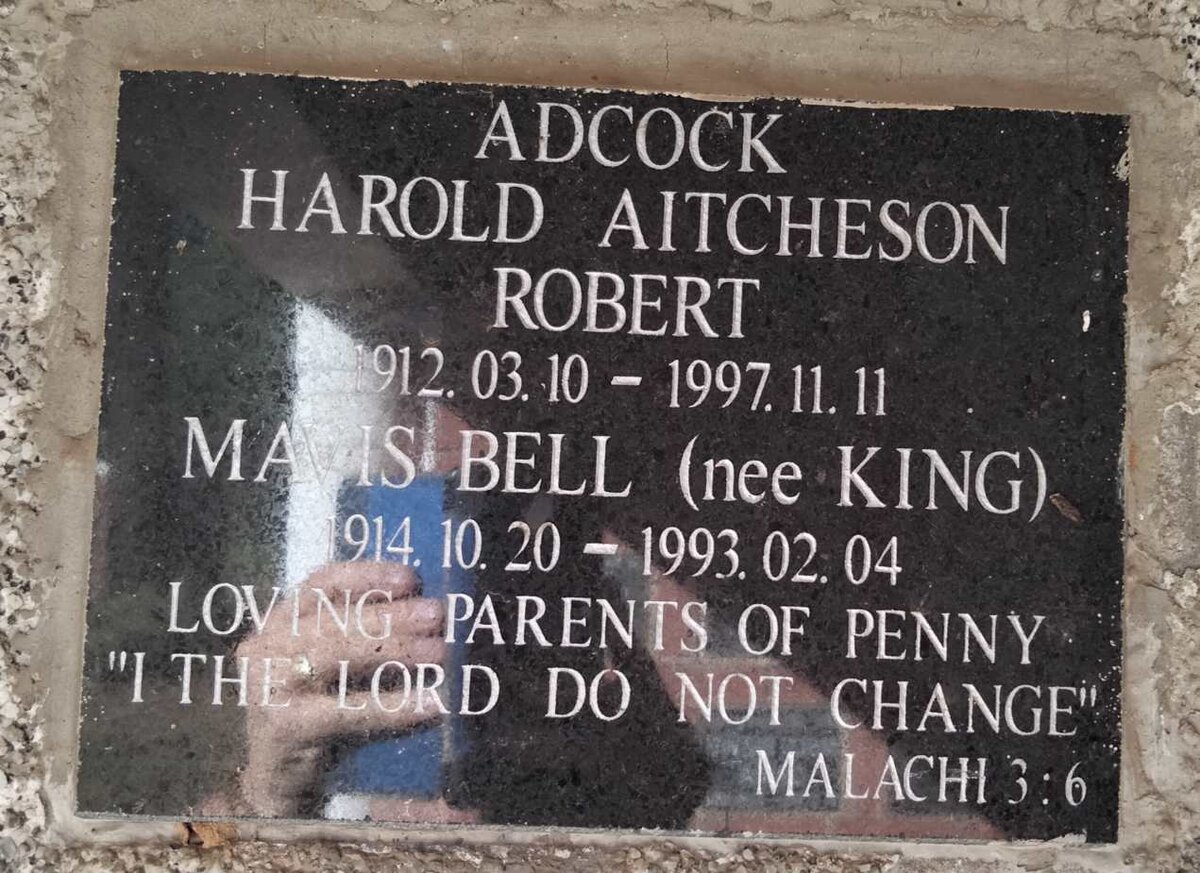 ADCOCK
HAROLD AITCHESON
ROBERT
1912. 03. 10 – 1997. 11. 11
MAVIS BELL (nee KING)
1914. 10. 20 – 1993. 02. 04
LOVING PARENTS OF PENNY
"I THE LORD DO NOT CHANGE"
MALACHI 3 : 6